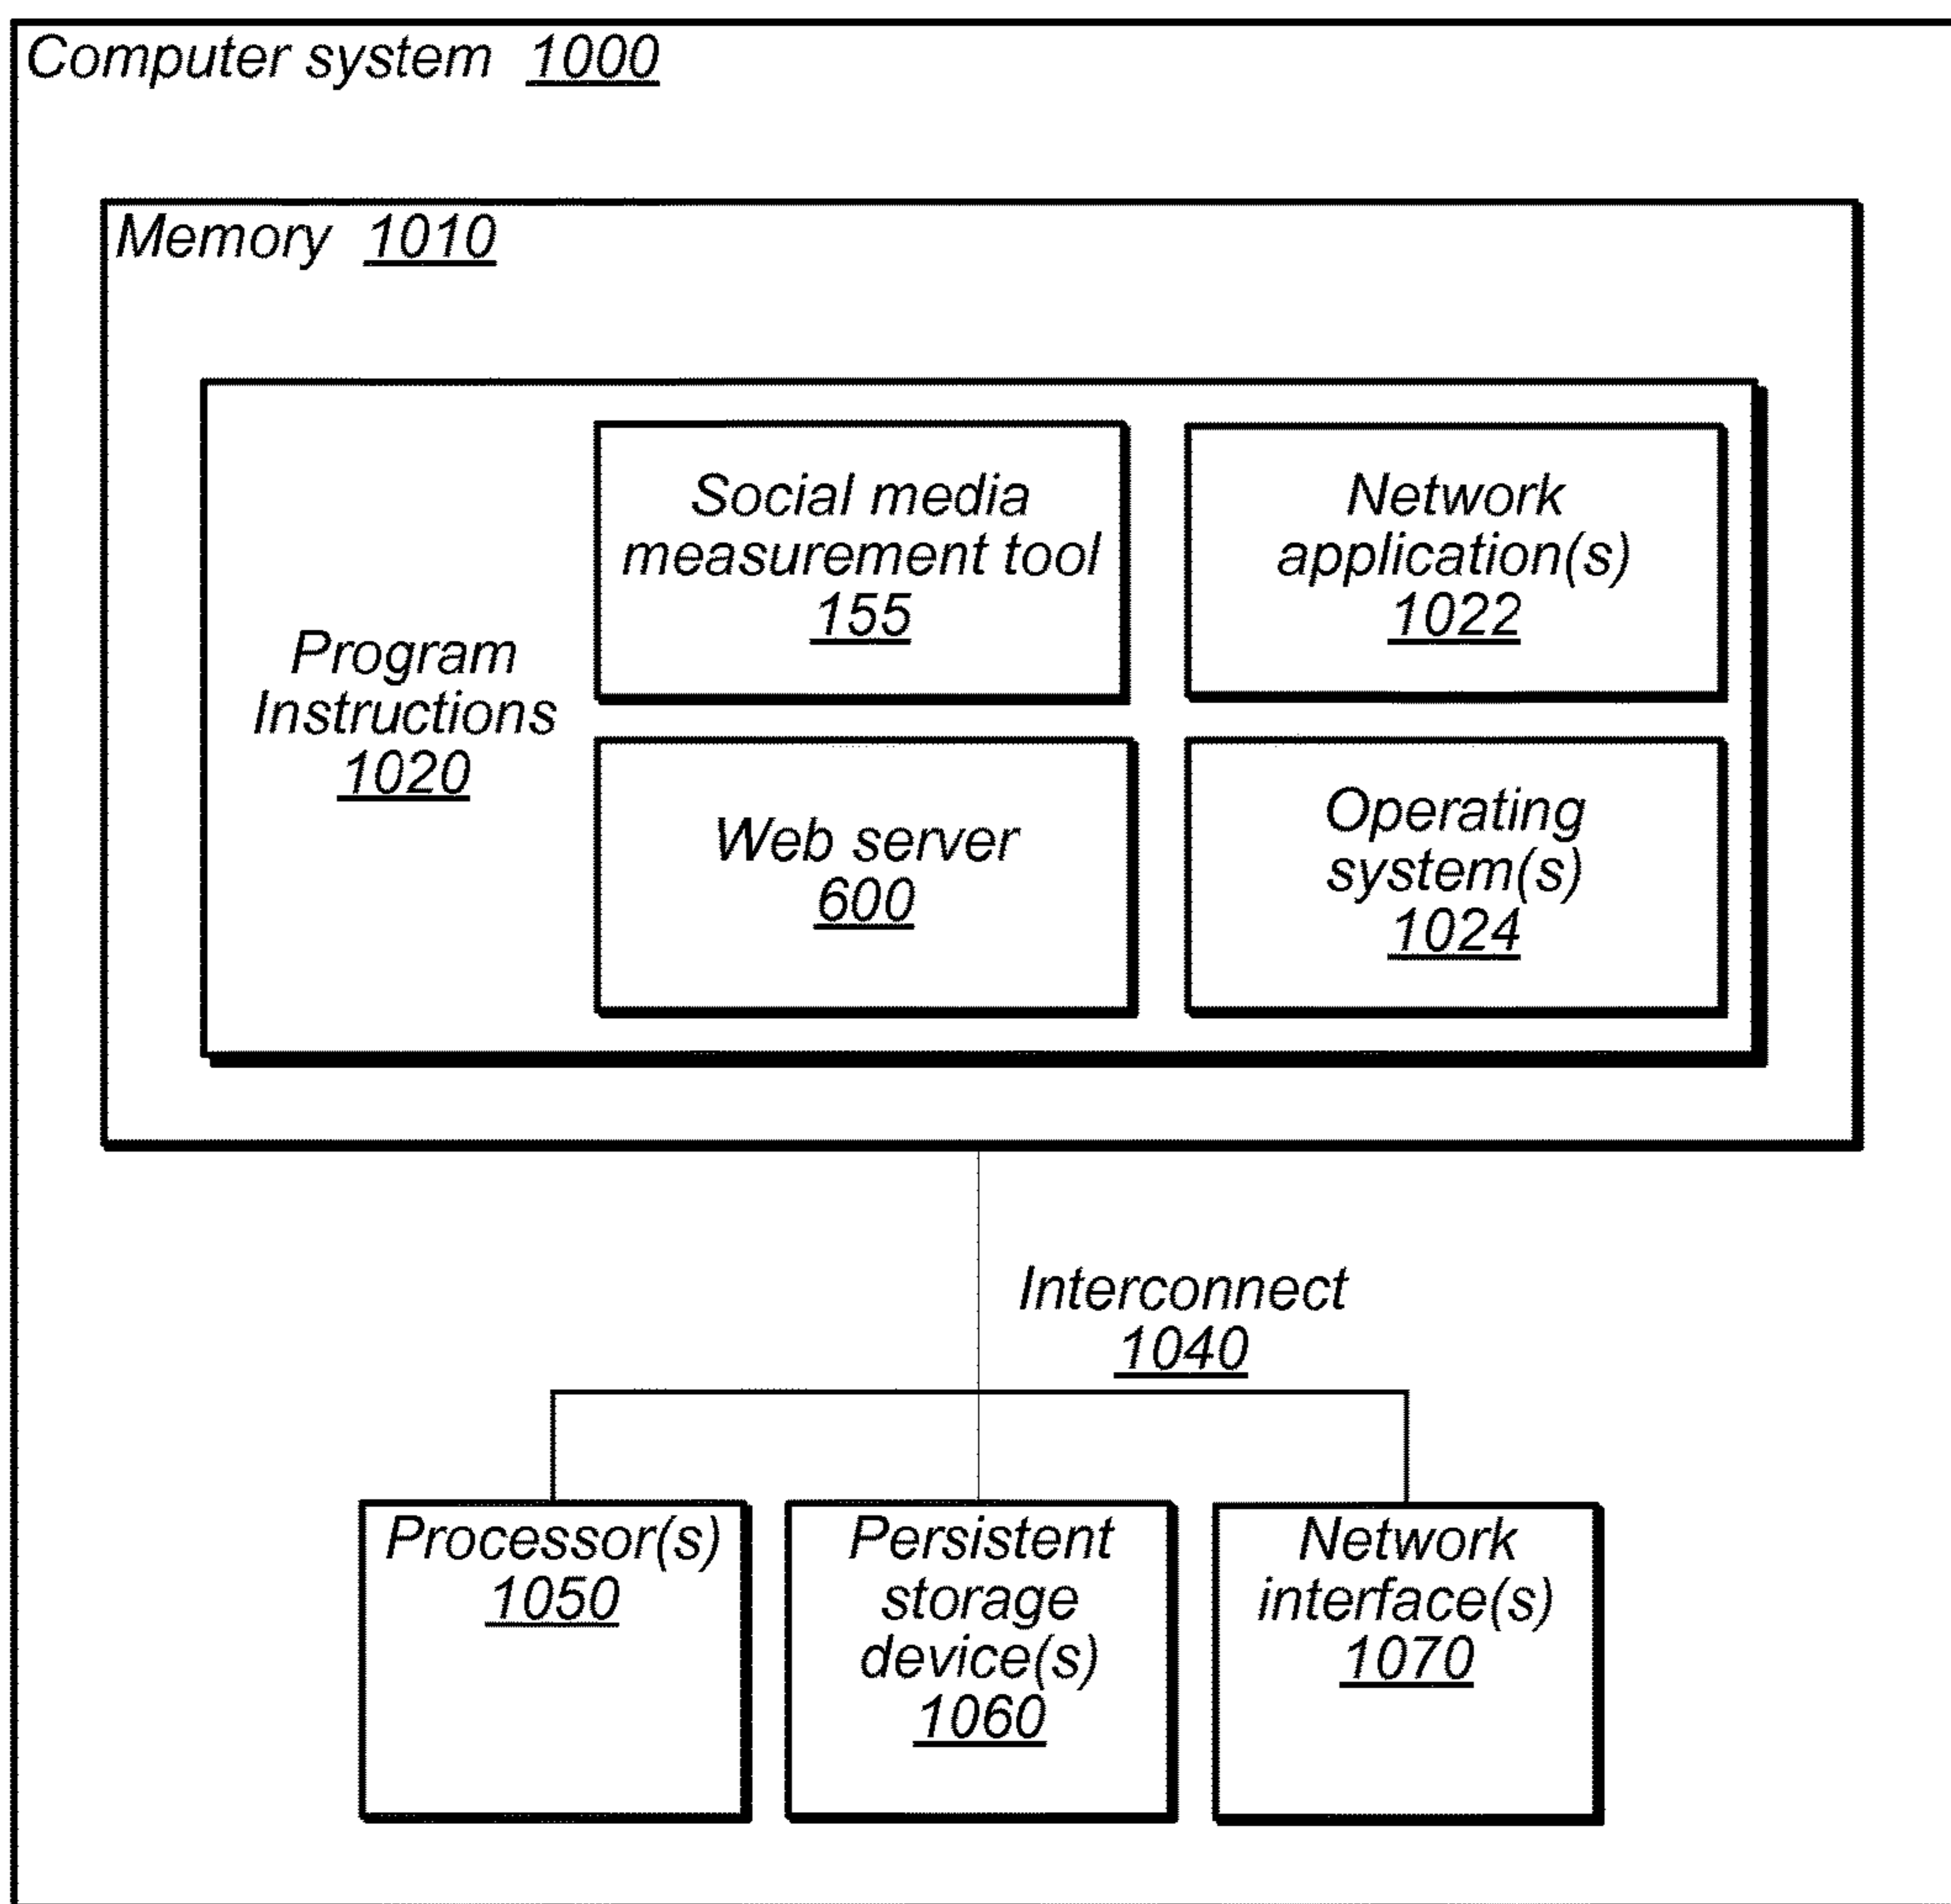 Computer system 1000
Memory 1010
Program
Instructions
1020
Social media
measurement tool
155
Network
application(s)
1022
Web server
600
Operating
system(s)
1024
Interconnect
1040
Processor(s)
1050
Persistent
storage
device(s)
1060
Network
interface(s)
1070